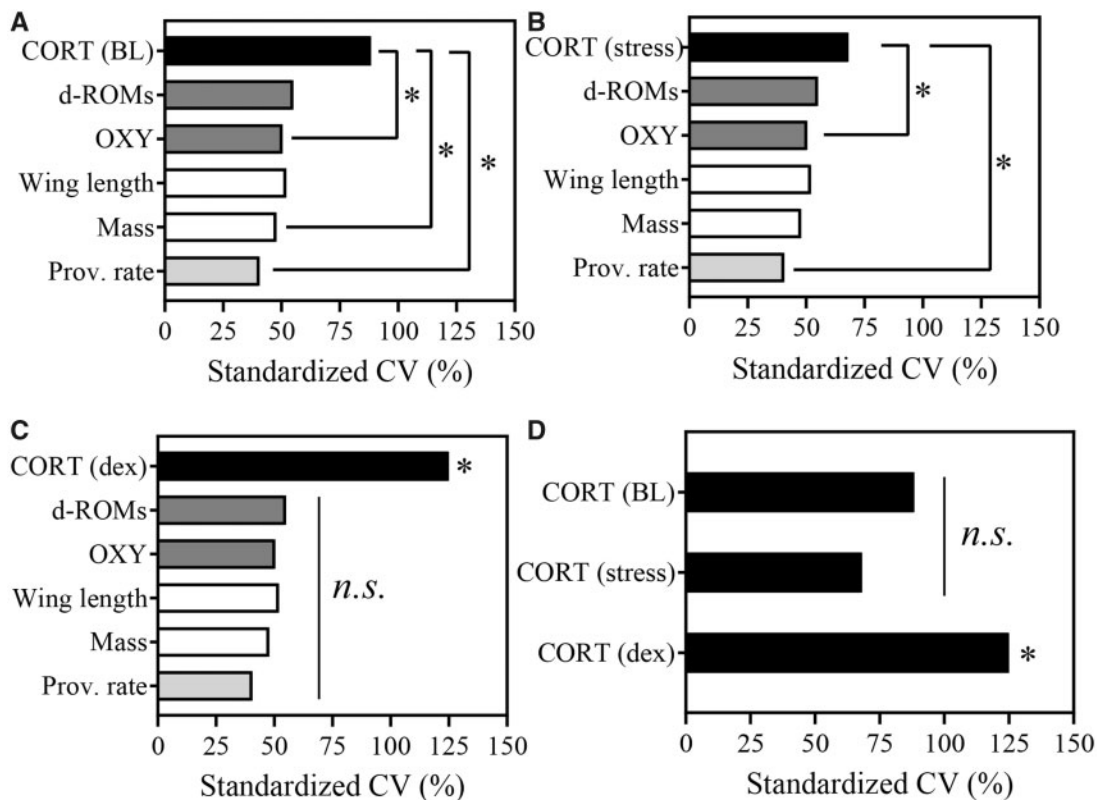 A
CORT (BL)
d-ROMs
OXY
Wing length
Mass
Prov. rate
*
*
*
0 25 50 75 100 125 150
Standardized CV (%)
B
CORT (stress)
d-ROMs
OXY
Wing length
Mass
Prov. rate
*
*
0 25 50 75 100 125 150
Standardized CV (%)
C
CORT (dex) *
d-ROMs
OXY
Wing length
Mass
Prov. rate
n.s.
0 25 50 75 100 125 150
Standardized CV (%)
D
CORT (BL)
n.s.
CORT (stress)
CORT (dex) *
0 25 50 75 100 125 150
Standardized CV (%)